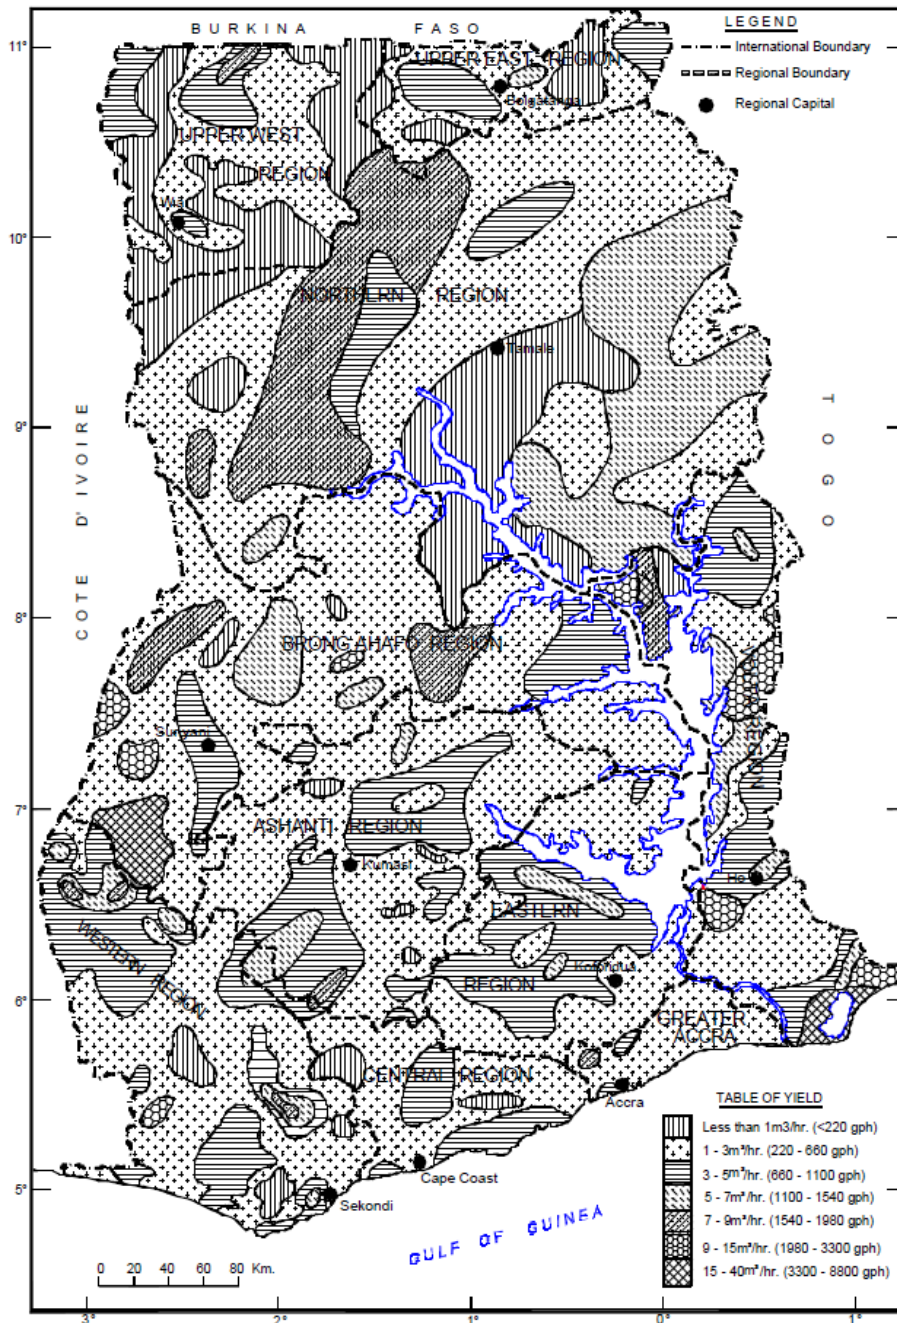 BURKINA FASO
LEGEND
International Boundary
Regional Boundary
Regional Capital
11°
10°
9°
8°
7°
6°
5°
UPPER EAST REGION
Bolgatanga
UPPER WEST
REGION
Wa
NORTHERN REGION
Tamale
COTE D' IVOIRE
TOGO
BRONG AHAFO REGION
Sunyani
REGION
ASHANTI REGION
Kumasi
Ho
EASTERN
REGION
Koforidua
WESTERN REGION
GREATER
ACCRA
CENTRAL REGION
Accra
Cape Coast
Sekondi
GULF OF GUINEA
TABLE OF YIELD
Less than 1m3/hr. (<220 gph)
1 - 3m³/hr. (220 - 660 gph)
3 - 5m³/hr. (660 - 1100 gph)
5 - 7m³/hr. (1100 - 1540 gph)
7 - 9m³/hr. (1540 - 1980 gph)
9 - 15m³/hr. (1980 - 3300 gph)
15 - 40m³/hr. (3300 - 8800 gph)
0 20 40 60 80 Km.
3° 2° 1° 0° 1°